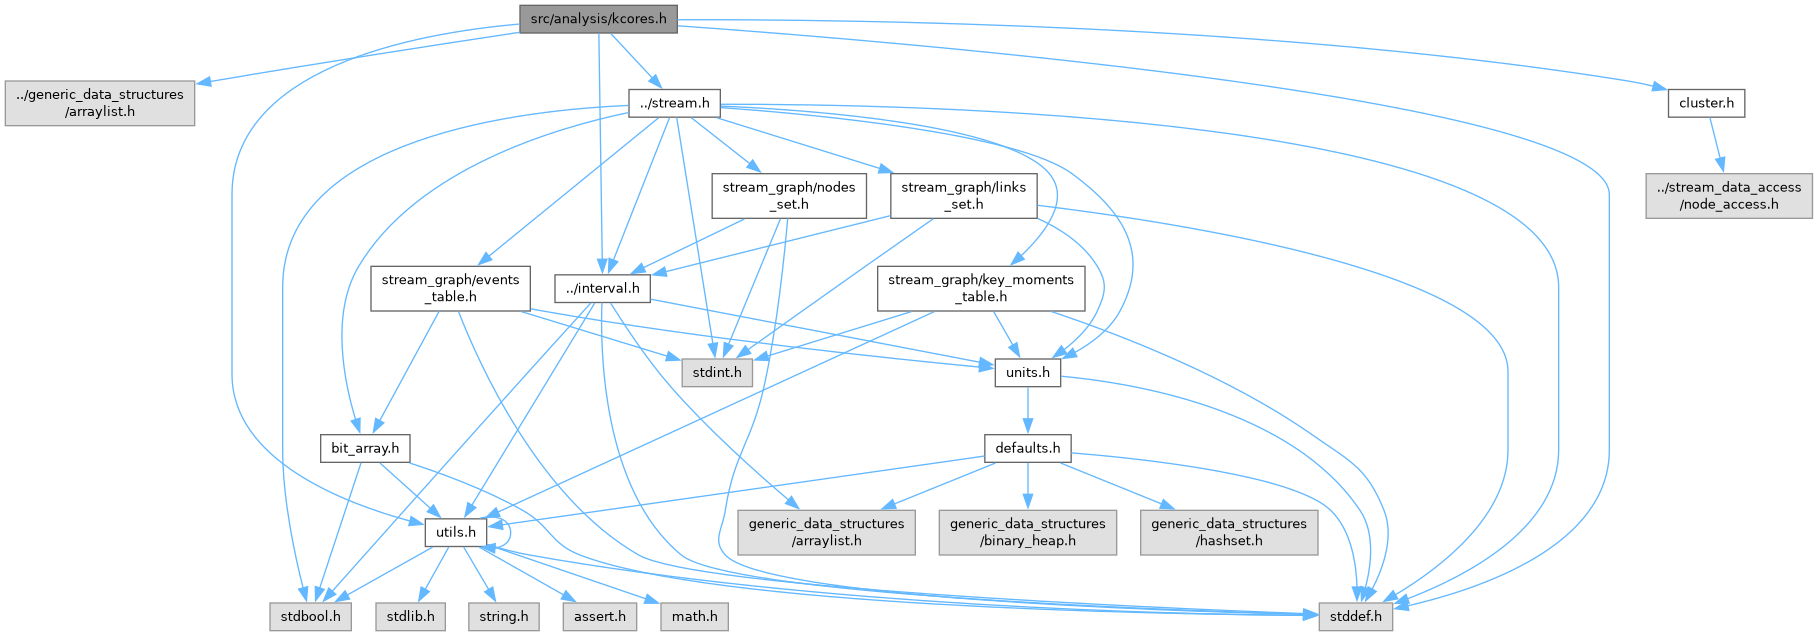 src/analysis/kcores.h
../generic_data_structures
/arraylist.h
../stream.h
cluster.h
stream_graph/nodes
_set.h
stream_graph/links
_set.h
../stream_data_access
/node_access.h
stream_graph/events
_table.h
../interval.h
stream_graph/key_moments
_table.h
stdint.h
units.h
bit_array.h
defaults.h
utils.h
generic_data_structures
/arraylist.h
generic_data_structures
/binary_heap.h
generic_data_structures
/hashset.h
stdbool.h
stdlib.h
string.h
assert.h
math.h
stddef.h